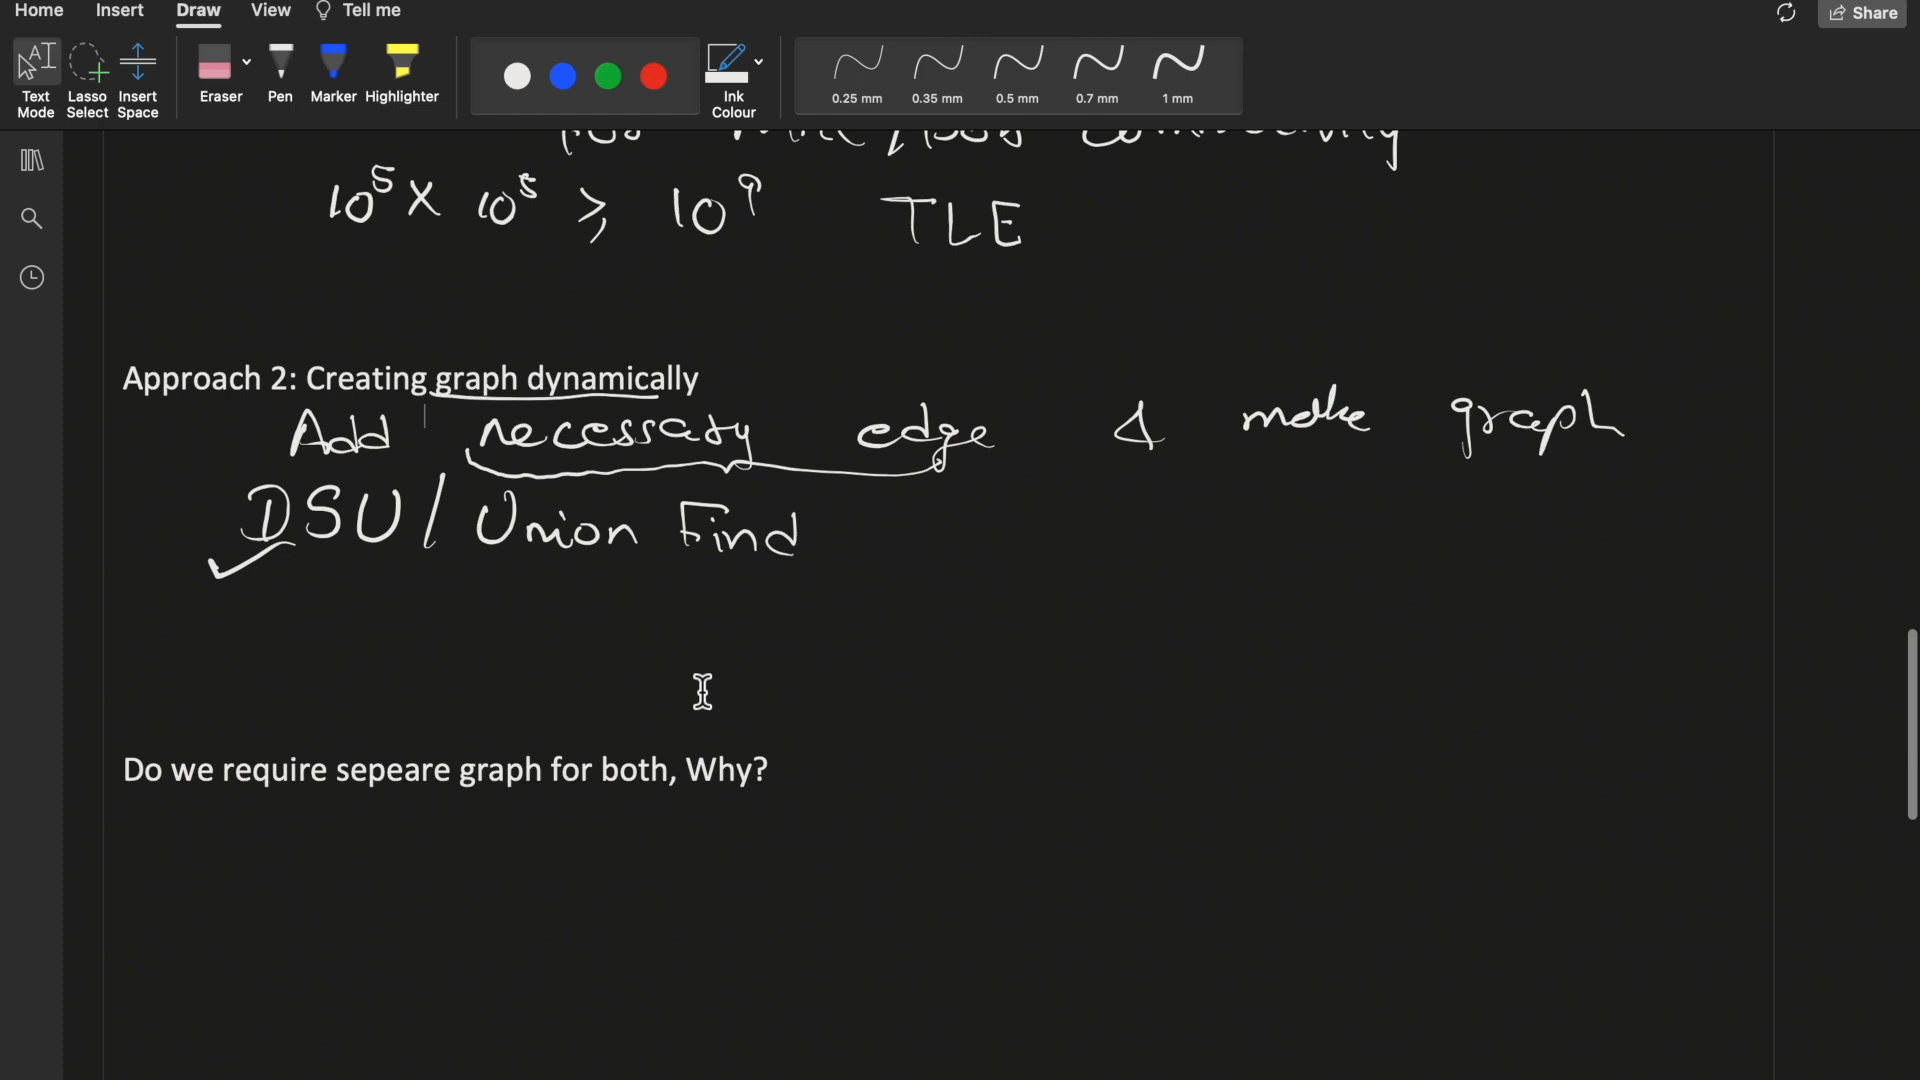 Home Insert Draw View Tell me Share
Text Mode Lasso Select Insert Space Eraser Pen Marker Highlighter Ink Colour 0.25 mm 0.35 mm 0.5 mm 0.7 mm 1 mm
10^5 X 10^5 ⩾ 10^9 TLE
Approach 2: Creating graph dynamically
Add necessary edge & make graph
DSU / Union Find
Do we require sepeare graph for both, Why?